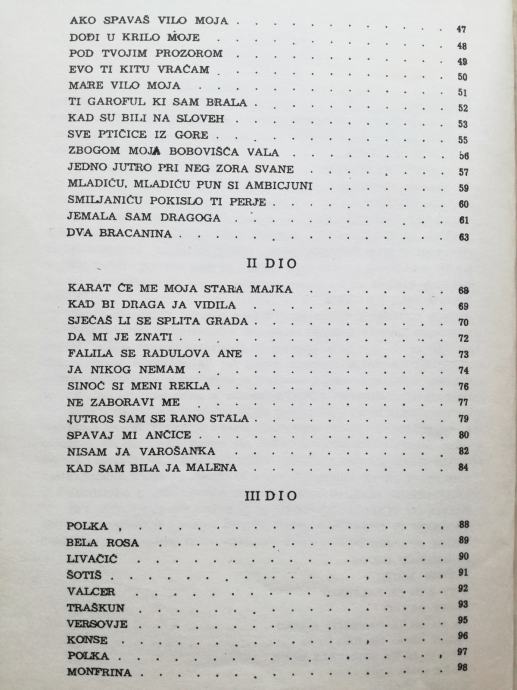 AKO SPAVAŠ VILO MOJA . . . . . . . . . . 47
DOĐI U KRILO MOJE . . . . . . . . . . 48
POD TVOJIM PROZOROM . . . . . . . . . . 49
EVO TI KITU VRAĆAM . . . . . . . . . . 50
MARE VILO MOJA . . . . . . . . . . 51
TI GAROFUL KI SAM BRALA . . . . . . . . . . 52
KAD SU BILI NA SLOVEH . . . . . . . . . . 53
SVE PTIČICE IZ GORE . . . . . . . . . . 55
ZBOGOM MOJA BOBOVIŠĆA VALA . . . . . . . . . . 56
JEDNO JUTRO PRI NEG ZORA SVANE . . . . . . . . . . 57
MLADIĆU, MLADIĆU PUN SI AMBICJUNI . . . . . . . . 59
SMILJANIĆU POKISLO TI PERJE . . . . . . . . . . 60
JEMALA SAM DRAGOGA . . . . . . . . . . 61
DVA BRACANINA . . . . . . . . . . 63
II DIO
KARAT ĆE ME MOJA STARA MAJKA . . . . . . . . 68
KAD BI DRAGA JA VIDILA . . . . . . . . . . 69
SJEĆAŠ LI SE SPLITA GRADA . . . . . . . . . . 70
DA MI JE ZNATI . . . . . . . . . . 72
FALILA SE RADULOVA ANE . . . . . . . . . . 73
JA NIKOG NEMAM . . . . . . . . . . 74
SINOĆ SI MENI REKLA . . . . . . . . . . 76
NE ZABORAVI ME . . . . . . . . . . 77
JUTROS SAM SE RANO STALA . . . . . . . . . . 79
SPAVAJ MI ANČICE . . . . . . . . . . 80
NISAM JA VAROŠANKA . . . . . . . . . . 82
KAD SAM BILA JA MALENA . . . . . . . . . . 84
III DIO
POLKA . . . . . . . . . . 88
BELA ROSA . . . . . . . . . . 89
LIVAČIĆ . . . . . . . . . . 90
ŠOTIŠ . . . . . . . . . . 91
VALCER . . . . . . . . . . 92
TRAŠKUN . . . . . . . . . . 93
VERSOVJE . . . . . . . . . . 95
KONSE . . . . . . . . . . 96
POLKA . . . . . . . . . . 97
MONFRINA . . . . . . . . . . 98